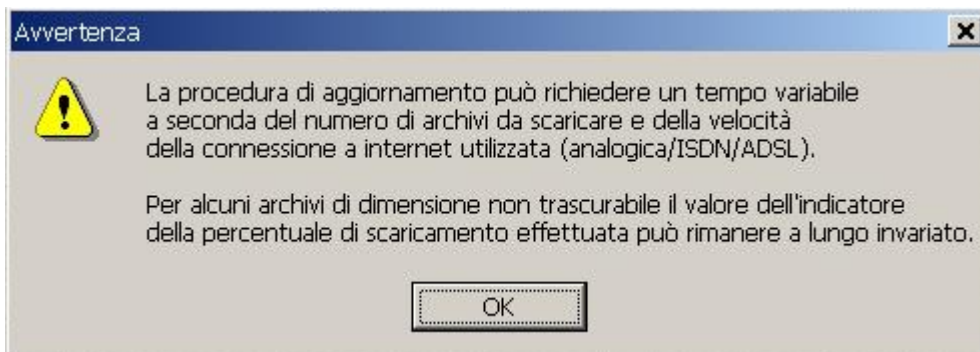 Avvertenza
La procedura di aggiornamento può richiedere un tempo variabile
a seconda del numero di archivi da scaricare e della velocità
della connessione a internet utilizzata (analogica/ISDN/ADSL).
Per alcuni archivi di dimensione non trascurabile il valore dell'indicatore
della percentuale di scaricamento effettuata può rimanere a lungo invariato.
OK